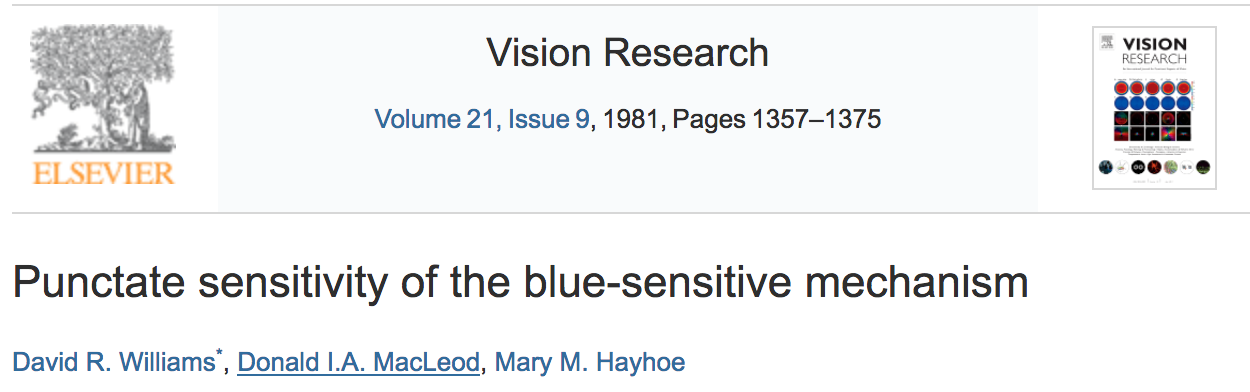 ELSEVIER
Vision Research
Volume 21, Issue 9, 1981, Pages 1357–1375
VISION
RESEARCH
Punctate sensitivity of the blue-sensitive mechanism
David R. Williams*, Donald I.A. MacLeod, Mary M. Hayhoe